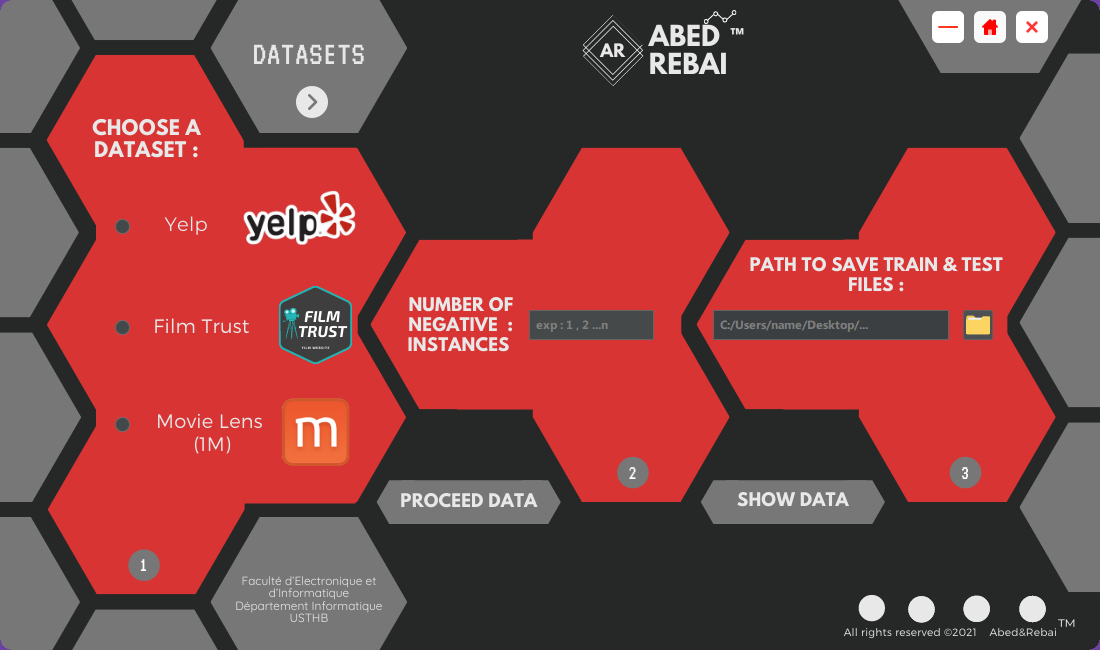 DATASETS
AR
ABED ™
REBAI
CHOOSE A
DATASET :
Yelp
yelp
Film Trust
FILM
TRUST
FILM WEBSITE
Movie Lens
(1M)
m
1
NUMBER OF
NEGATIVE :
INSTANCES
exp : 1 , 2 ...n
2
PATH TO SAVE TRAIN & TEST
FILES :
C:/Users/name/Desktop/...
3
PROCEED DATA
SHOW DATA
Faculté d'Electronique et
d'Informatique
Département Informatique
USTHB
All rights reserved ©2021 Abed&Rebai ™